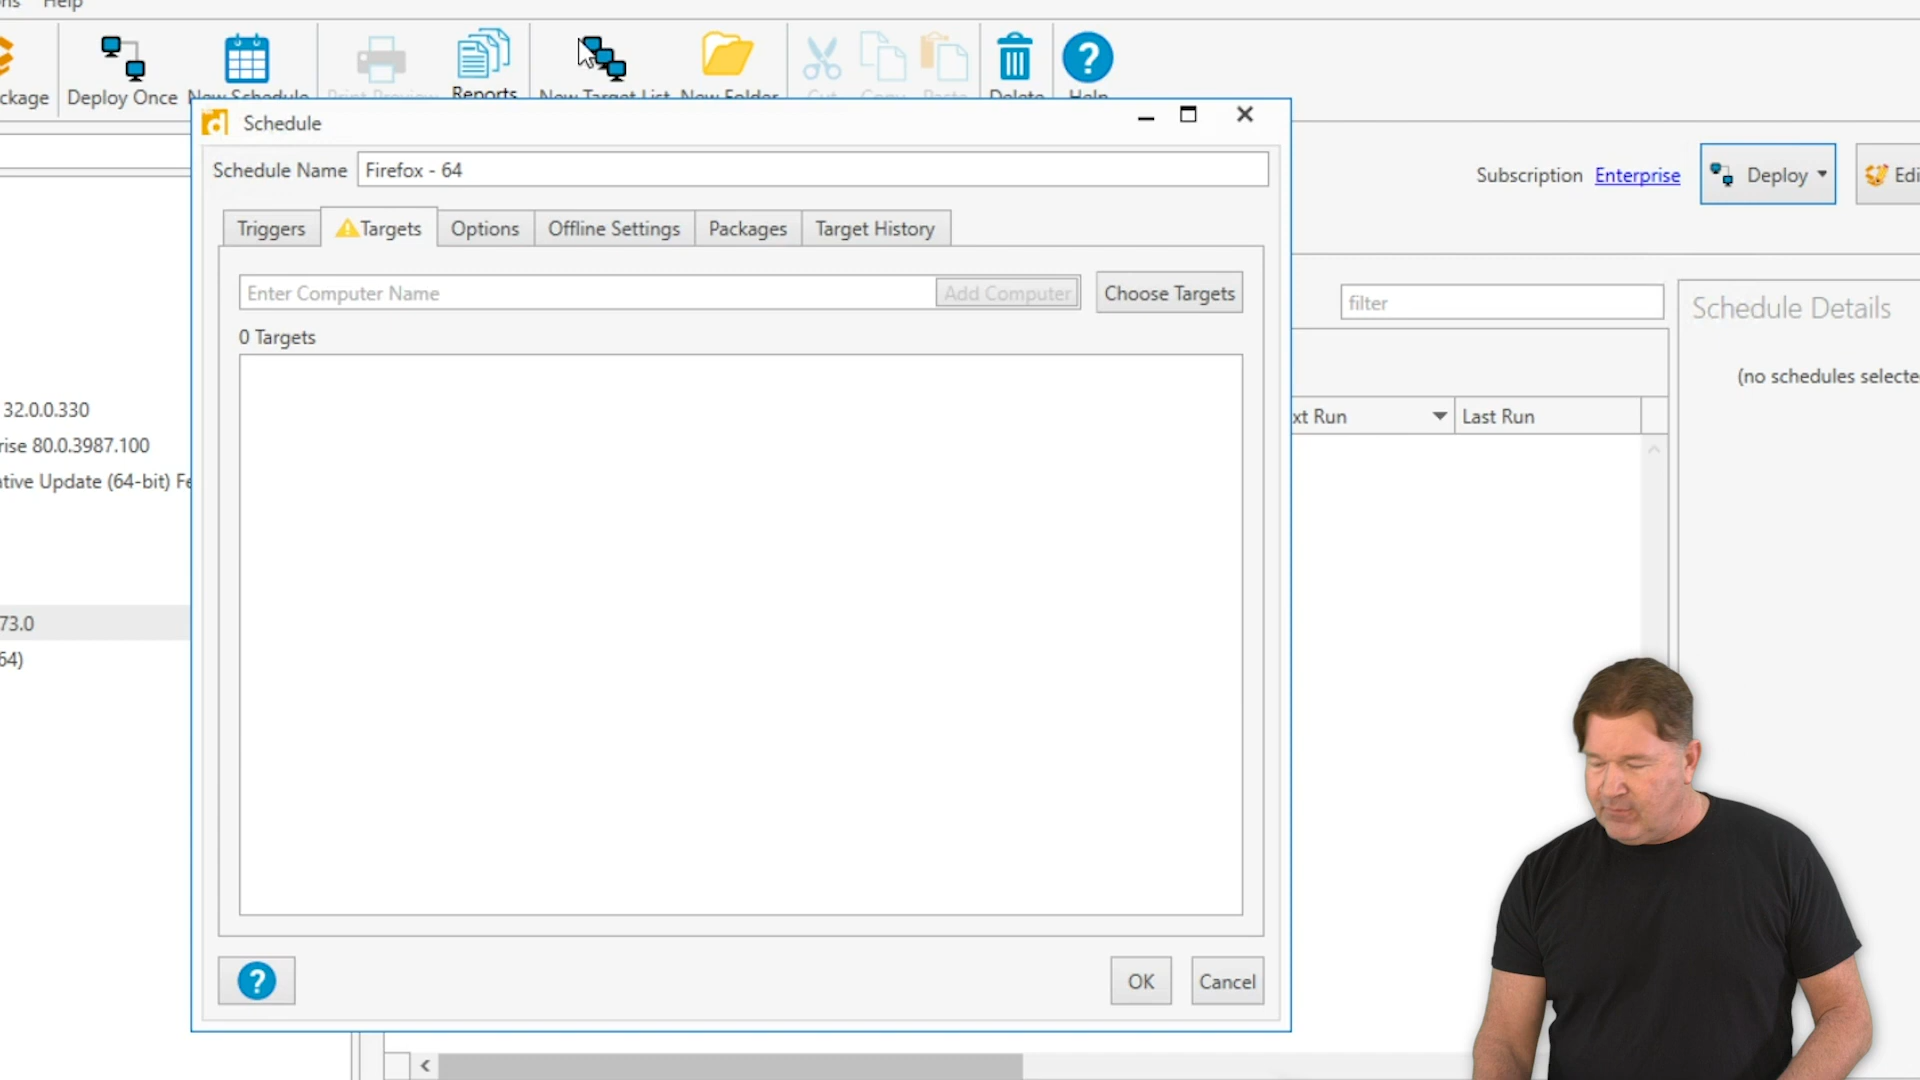 Help
ckage
Deploy Once
New Schedule
Print Preview
Reports
New Target List
New Folder
Cut
Copy
Paste
Delete
Help
Schedule
Schedule Name
Firefox - 64
Subscription
Enterprise
Deploy
Edi
Triggers
Targets
Options
Offline Settings
Packages
Target History
Enter Computer Name
Add Computer
Choose Targets
filter
Schedule Details
0 Targets
(no schedules selecte
32.0.0.330
xt Run
Last Run
rise 80.0.3987.100
ative Update (64-bit) Fe
73.0
64)
OK
Cancel